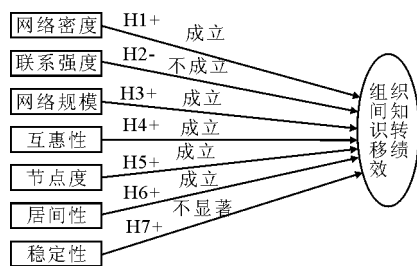 网络密度
H1+
成立
联系强度
H2-
不成立
网络规模
H3+
成立
互惠性
H4+
成立
节点度
H5+
成立
居间性
H6+
成立
稳定性
H7+
不显著
组织
间知
识转
移绩
效